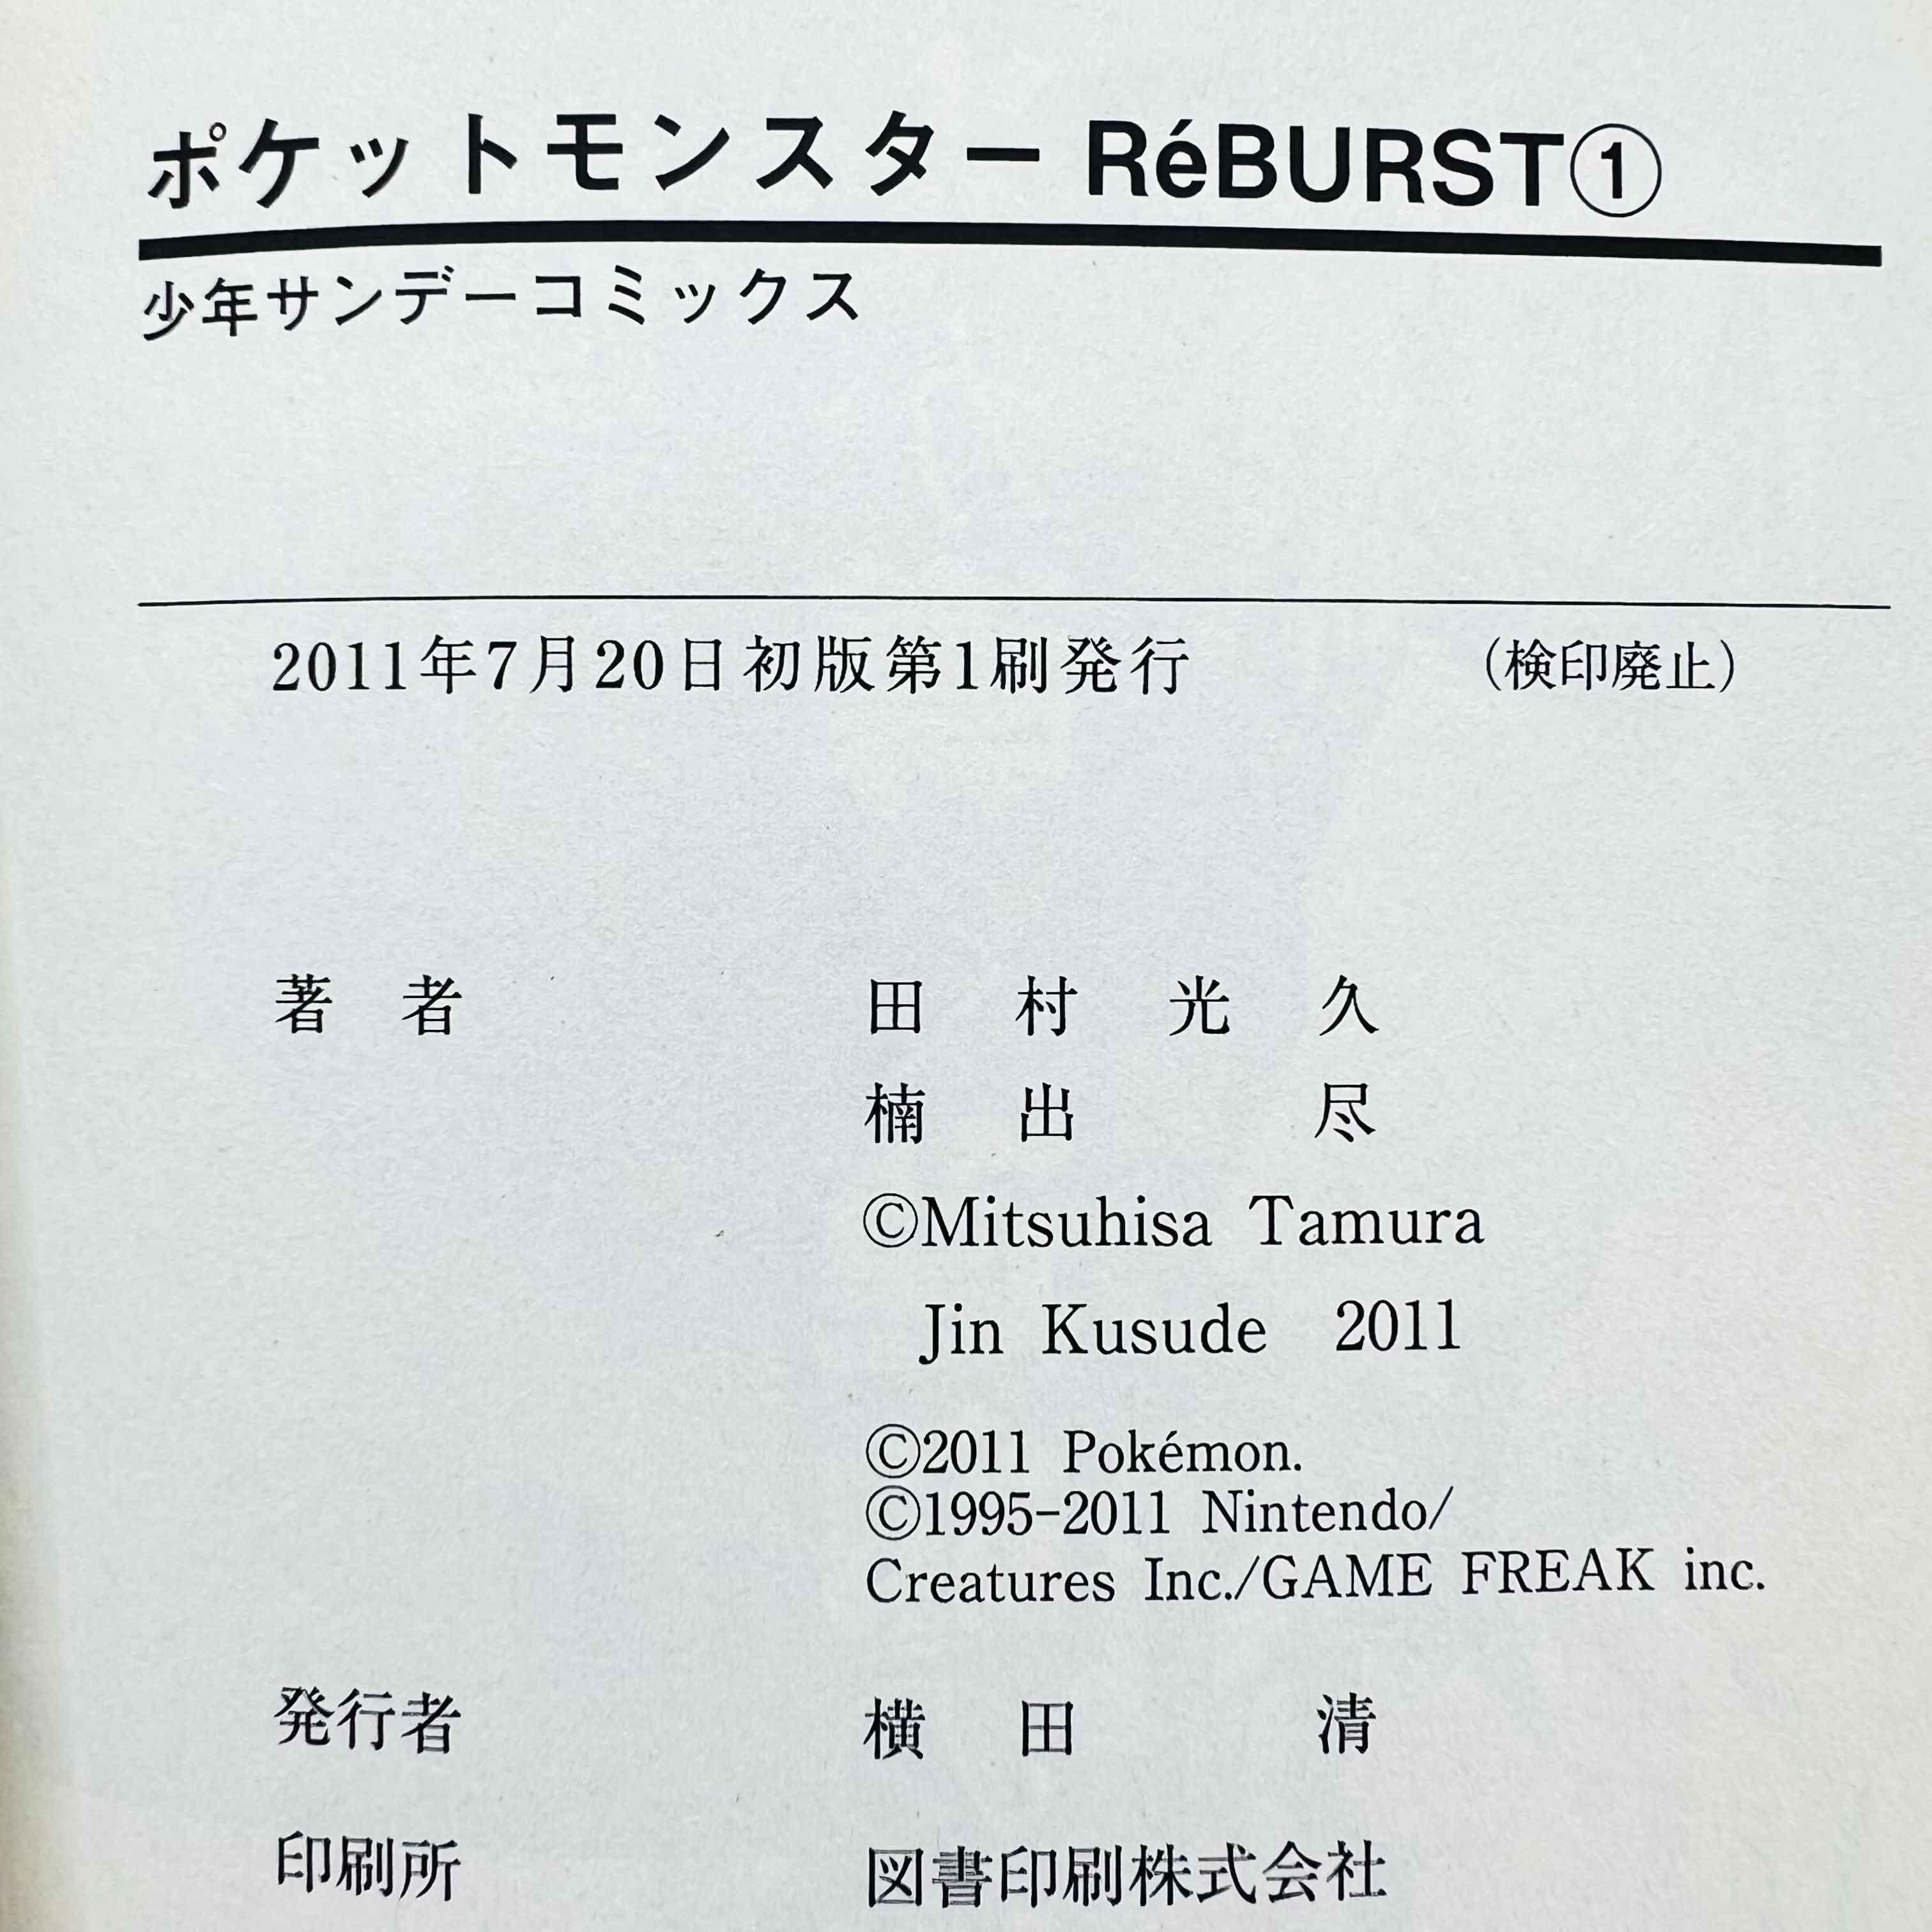 ポケットモンスター RéBURST①
少年サンデーコミックス
2011年7月20日初版第1刷発行 (検印廃止)
著者 田村光久
楠出 尽
©Mitsuhisa Tamura
Jin Kusude 2011
©2011 Pokémon.
©1995-2011 Nintendo/
Creatures Inc./GAME FREAK inc.
発行者 横田 清
印刷所 図書印刷株式会社